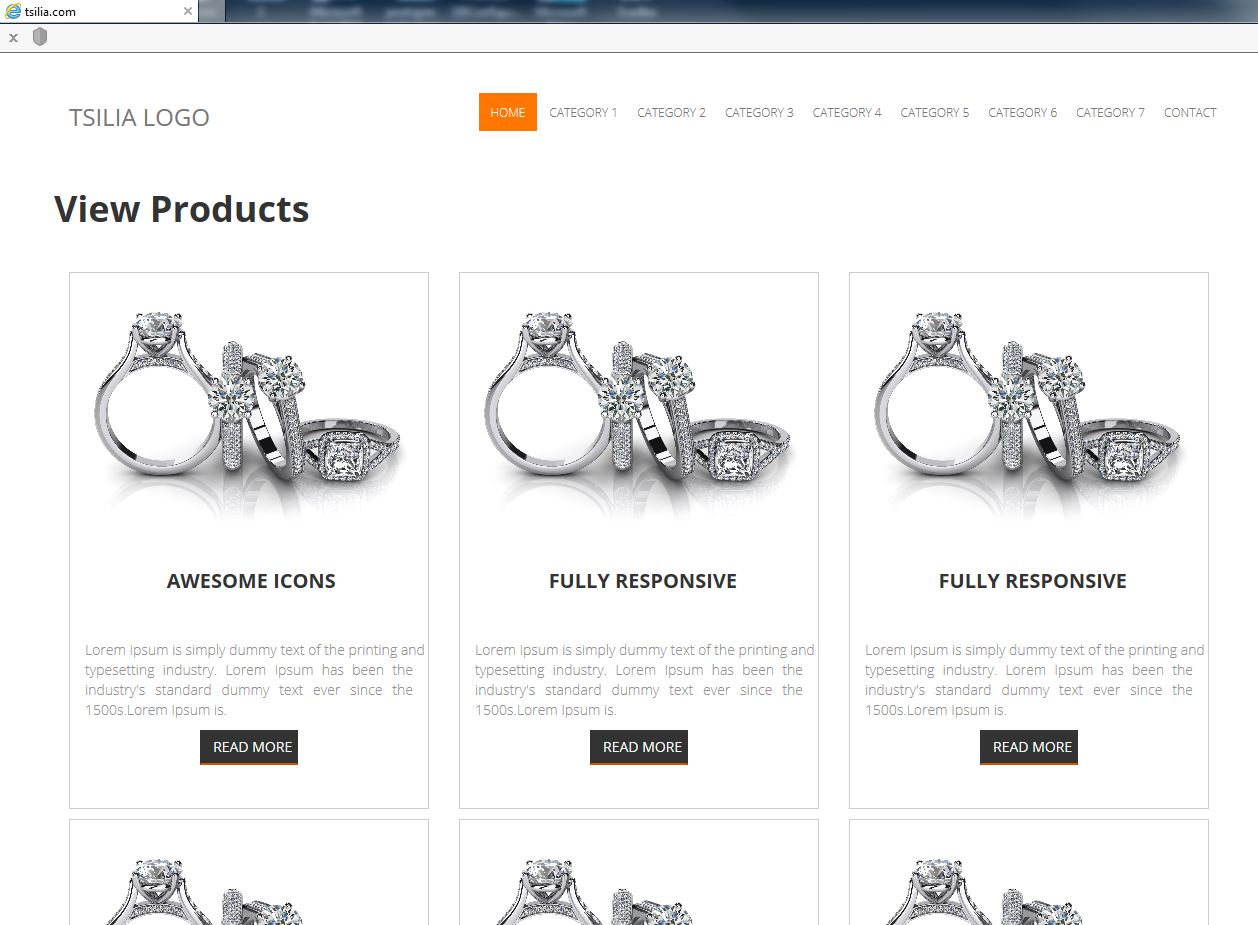 tsilia.com
TSILIA LOGO
HOME CATEGORY 1 CATEGORY 2 CATEGORY 3 CATEGORY 4 CATEGORY 5 CATEGORY 6 CATEGORY 7 CONTACT
View Products
AWESOME ICONS
Lorem Ipsum is simply dummy text of the printing and
typesetting industry. Lorem Ipsum has been the
industry's standard dummy text ever since the
1500s.Lorem Ipsum is.
READ MORE
FULLY RESPONSIVE
Lorem Ipsum is simply dummy text of the printing and
typesetting industry. Lorem Ipsum has been the
industry's standard dummy text ever since the
1500s.Lorem Ipsum is.
READ MORE
FULLY RESPONSIVE
Lorem Ipsum is simply dummy text of the printing and
typesetting industry. Lorem Ipsum has been the
industry's standard dummy text ever since the
1500s.Lorem Ipsum is.
READ MORE